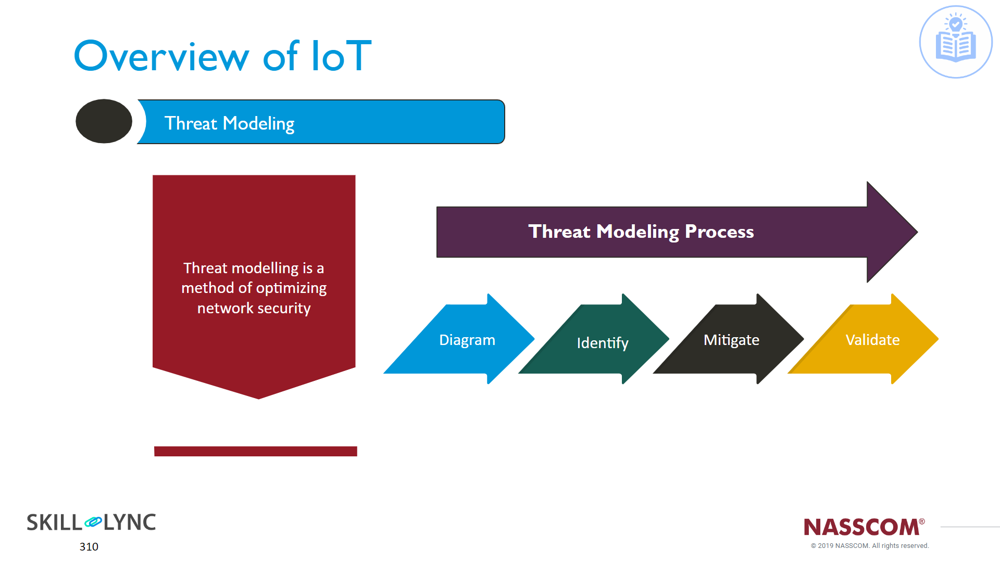 Overview of IoT
Threat Modeling
Threat modelling is a
method of optimizing
network security
Threat Modeling Process
Diagram
Identify
Mitigate
Validate
SKILL LYNC
310
NASSCOM®
© 2019 NASSCOM. All rights reserved.